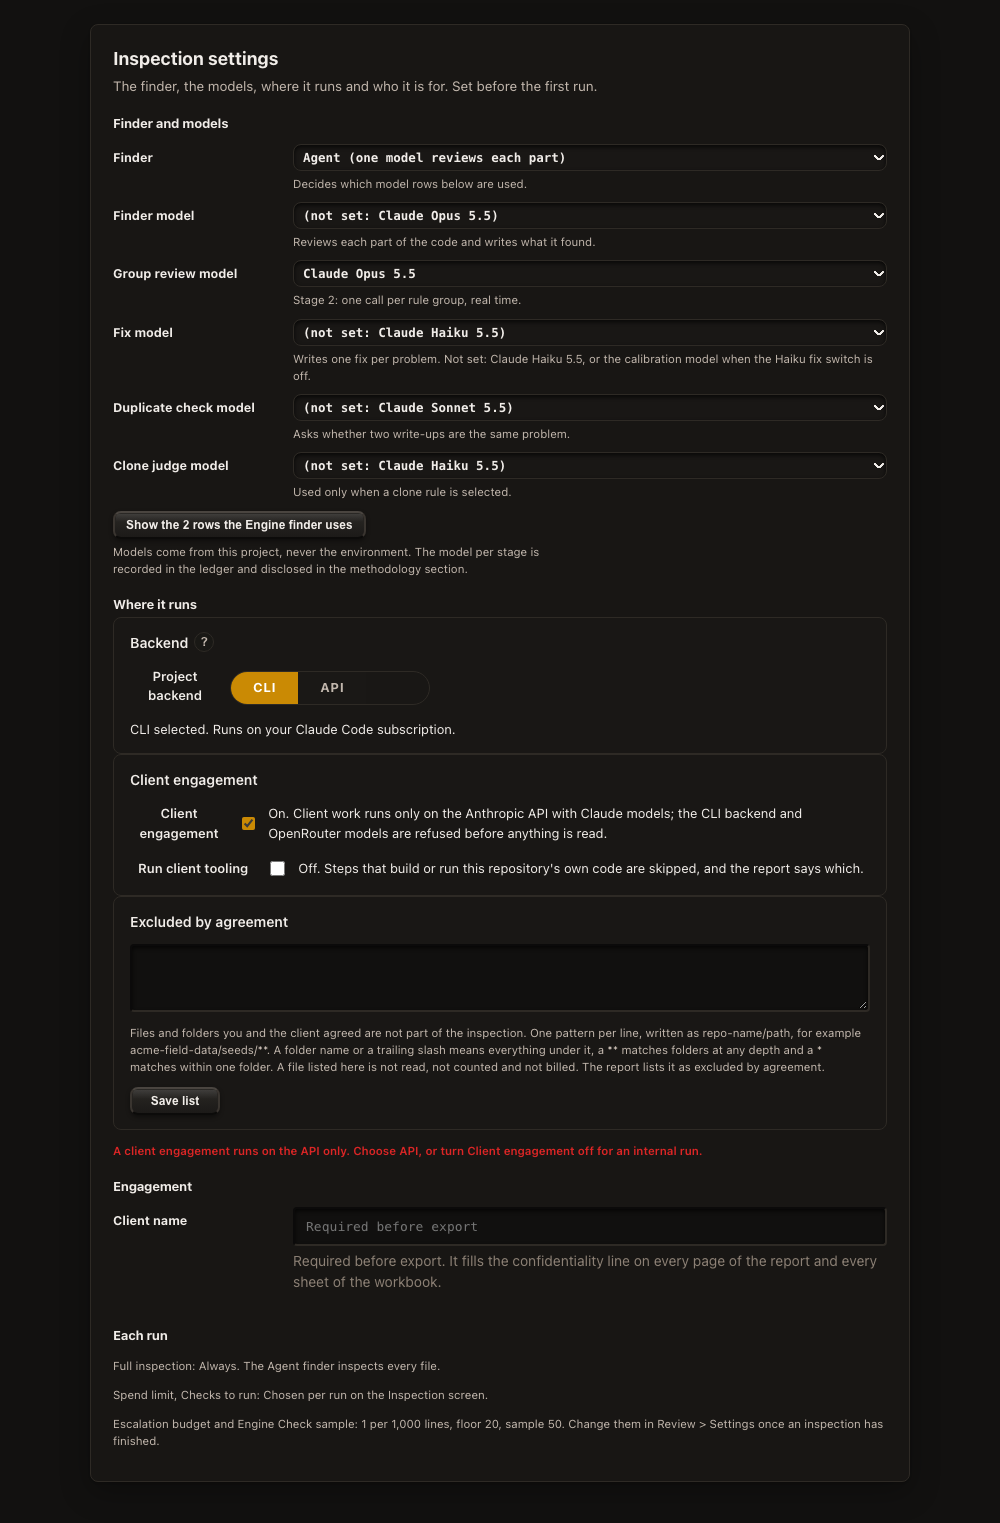 Inspection settings
The finder, the models, where it runs and who it is for. Set before the first run.
Finder and models
Finder
Agent (one model reviews each part)
Decides which model rows below are used.
Finder model
(not set: Claude Opus 5.5)
Reviews each part of the code and writes what it found.
Group review model
Claude Opus 5.5
Stage 2: one call per rule group, real time.
Fix model
(not set: Claude Haiku 5.5)
Writes one fix per problem. Not set: Claude Haiku 5.5, or the calibration model when the Haiku fix switch is
off.
Duplicate check model
(not set: Claude Sonnet 5.5)
Asks whether two write-ups are the same problem.
Clone judge model
(not set: Claude Haiku 5.5)
Used only when a clone rule is selected.
Show the 2 rows the Engine finder uses
Models come from this project, never the environment. The model per stage is
recorded in the ledger and disclosed in the methodology section.
Where it runs
Backend ?
Project
backend
CLI API
CLI selected. Runs on your Claude Code subscription.
Client engagement
Client
engagement
On. Client work runs only on the Anthropic API with Claude models; the CLI backend and
OpenRouter models are refused before anything is read.
Run client tooling
Off. Steps that build or run this repository's own code are skipped, and the report says which.
Excluded by agreement
Files and folders you and the client agreed are not part of the inspection. One pattern per line, written as repo-name/path, for example
acme-field-data/seeds/**. A folder name or a trailing slash means everything under it, a ** matches folders at any depth and a *
matches within one folder. A file listed here is not read, not counted and not billed. The report lists it as excluded by agreement.
Save list
A client engagement runs on the API only. Choose API, or turn Client engagement off for an internal run.
Engagement
Client name
Required before export
Required before export. It fills the confidentiality line on every page of the report and every
sheet of the workbook.
Each run
Full inspection: Always. The Agent finder inspects every file.
Spend limit, Checks to run: Chosen per run on the Inspection screen.
Escalation budget and Engine Check sample: 1 per 1,000 lines, floor 20, sample 50. Change them in Review > Settings once an inspection has
finished.